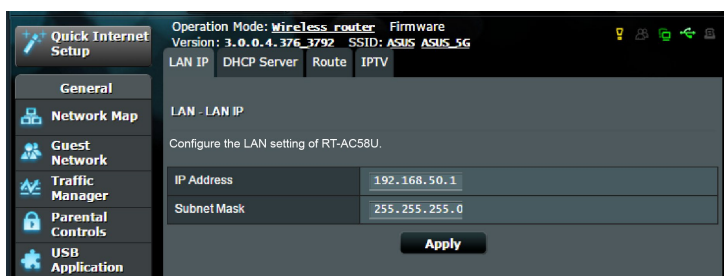 Quick Internet
Setup
Operation Mode: Wireless router Firmware
Version: 3.0.0.4.376_3792 SSID: ASUS ASUS_5G
LAN IP DHCP Server Route IPTV
General
Network Map
Guest
Network
Traffic
Manager
Parental
Controls
USB
Application
LAN - LAN IP
Configure the LAN setting of RT-AC58U.
IP Address 192.168.50.1
Subnet Mask 255.255.255.0
Apply